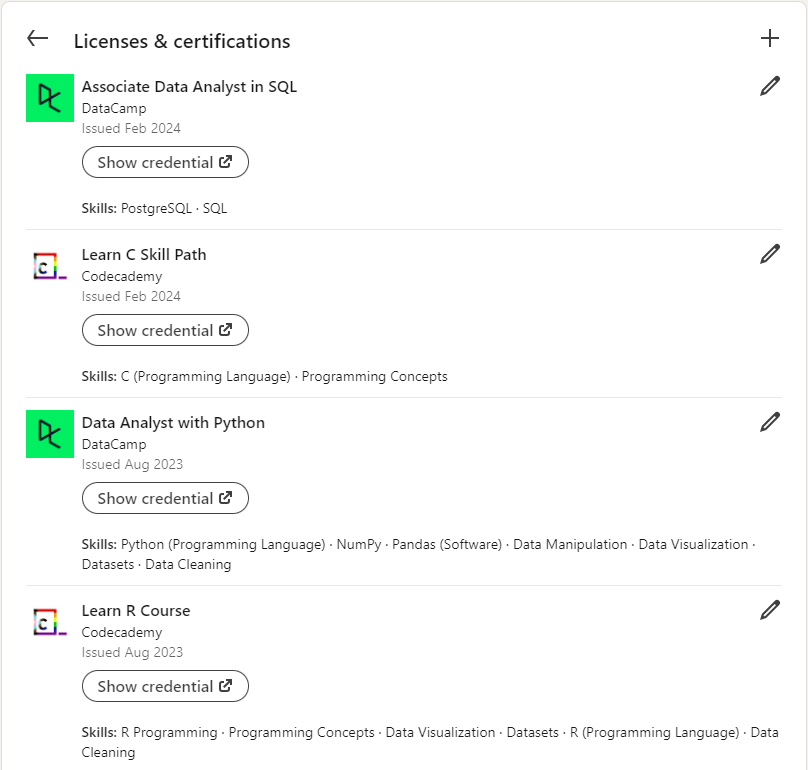 Licenses & certifications
Associate Data Analyst in SQL
DataCamp
Issued Feb 2024
Show credential
Skills: PostgreSQL · SQL
C
Learn C Skill Path
Codecademy
Issued Feb 2024
Show credential
Skills: C (Programming Language) · Programming Concepts
Data Analyst with Python
DataCamp
Issued Aug 2023
Show credential
Skills: Python (Programming Language) · NumPy · Pandas (Software) · Data Manipulation · Data Visualization ·
Datasets · Data Cleaning
C
Learn R Course
Codecademy
Issued Aug 2023
Show credential
Skills: R Programming · Programming Concepts · Data Visualization · Datasets · R (Programming Language) · Data
Cleaning